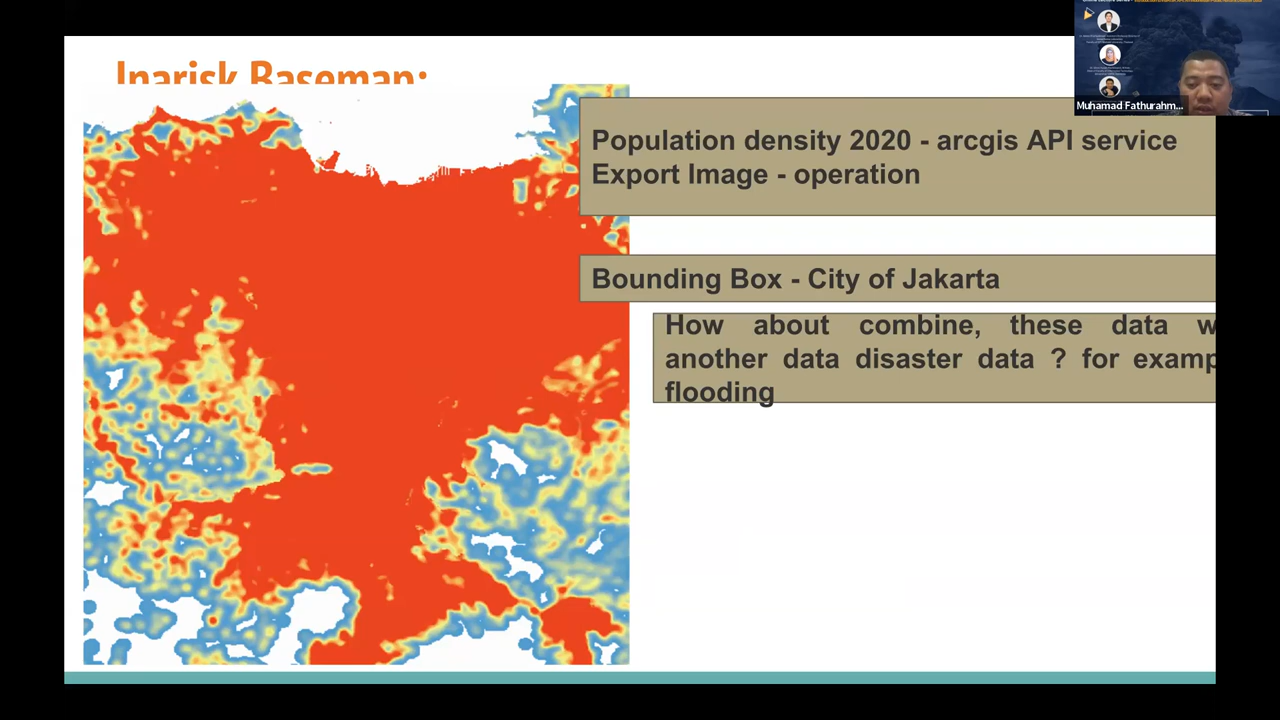 Inarisk Basemap:
Population density 2020 - arcgis API service
Export Image - operation
Bounding Box - City of Jakarta
How about combine, these data w
another data disaster data ? for examp
flooding
Muhamad Fathurahm...